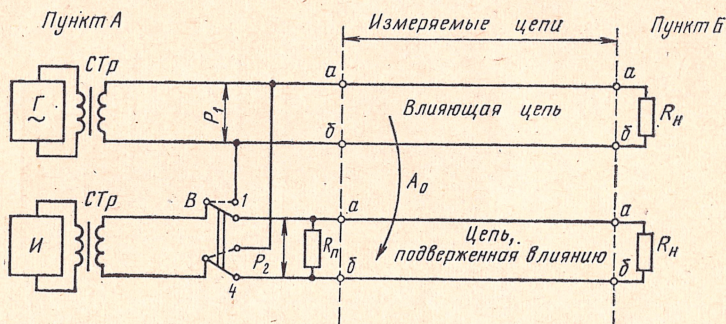 Пункт А
Измеряемые цепи
Пункт Б
СТр
Г
~
P₁
а
а
Влияющая цепь
Rн
б
б
A₀
СТр
В
1
а
а
И
P₂
Rп
Цепь,
подверженная влиянию
Rн
б
б
4